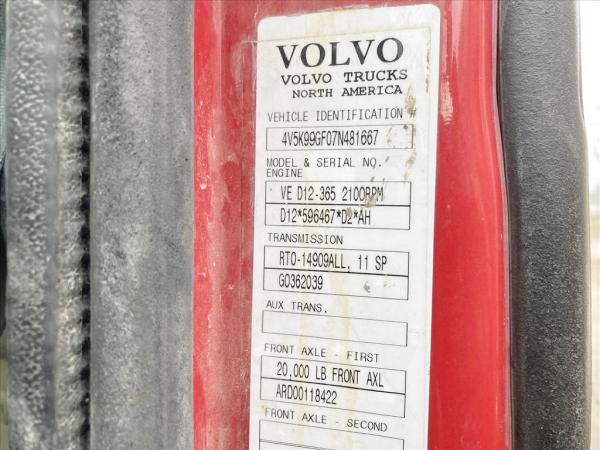 VOLVO
VOLVO TRUCKS
NORTH AMERICA
VEHICLE IDENTIFICATION #
4V5K99GF07N481667
MODEL & SERIAL NO.
ENGINE
VE D12-365 2100RPM
D12*596467*D2*AH
TRANSMISSION
RTO-14909ALL, 11 SP
G0362039
AUX TRANS.
FRONT AXLE - FIRST
20,000 LB FRONT AXL
ARD00118422
FRONT AXLE - SECOND